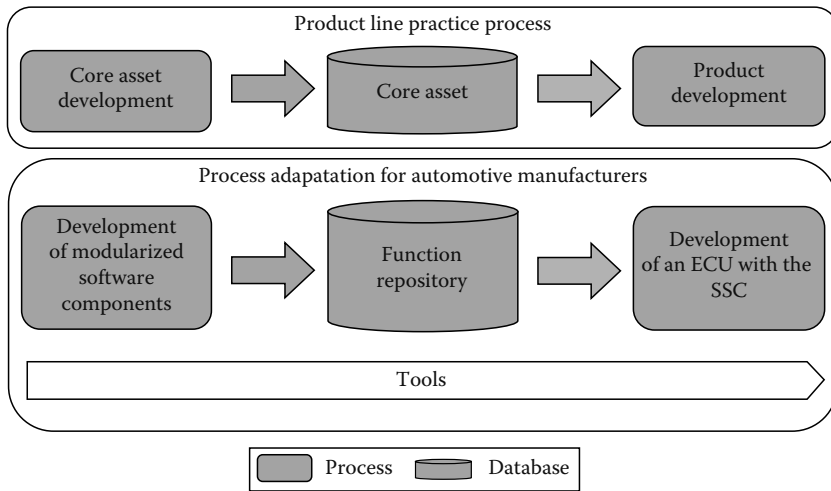 Product line practice process
Core asset
development
Core asset
Product
development
Process adapatation for automotive manufacturers
Development
of modularized
software
components
Function
repository
Development
of an ECU with the
SSC
Tools
Process
Database